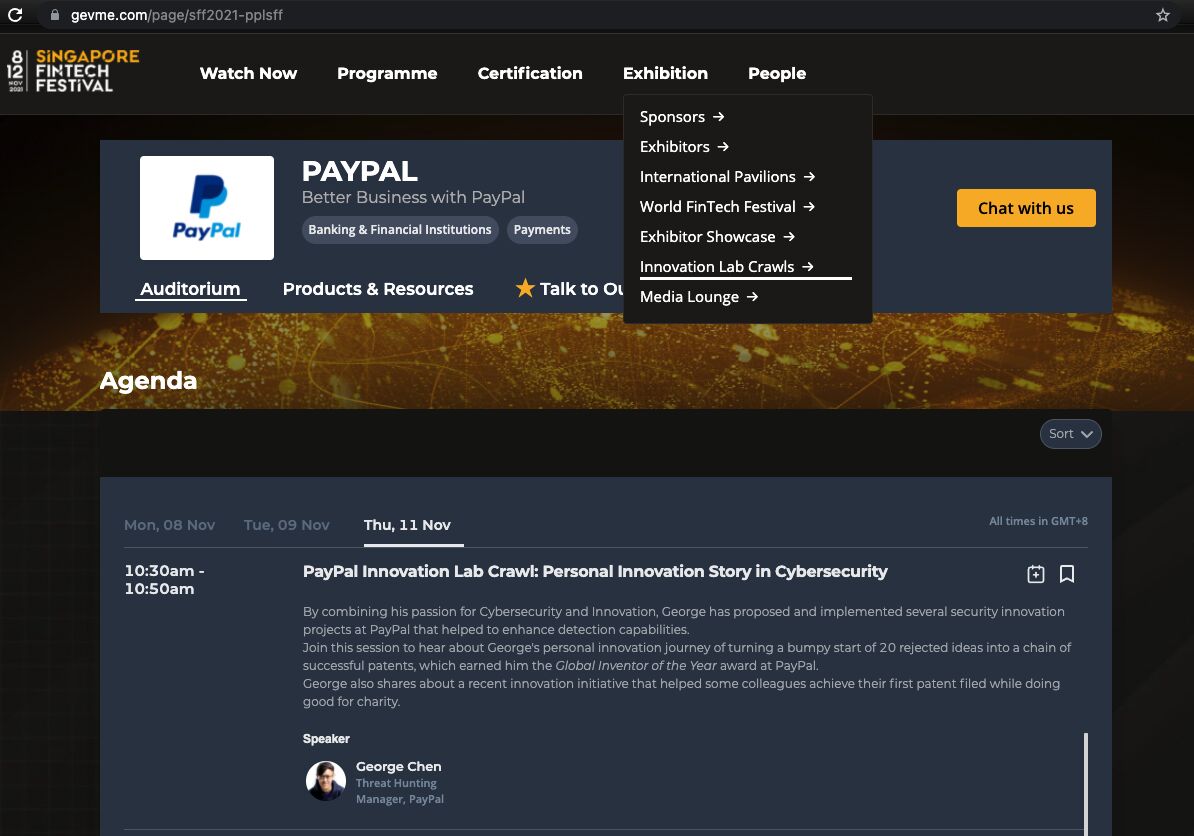 gevme.com/page/sff2021-pplsff
8
12
NOV
2021
SiNGAPORE
FINTECH
FESTiVAL
Watch Now
Programme
Certification
Exhibition
People
Sponsors →
Exhibitors →
International Pavilions →
World FinTech Festival →
Exhibitor Showcase →
Innovation Lab Crawls →
Media Lounge →
PayPal
PAYPAL
Better Business with PayPal
Banking & Financial Institutions
Payments
Chat with us
Auditorium
Products & Resources
Talk to Ou
Agenda
Sort
Mon, 08 Nov
Tue, 09 Nov
Thu, 11 Nov
All times in GMT+8
10:30am -
10:50am
PayPal Innovation Lab Crawl: Personal Innovation Story in Cybersecurity
By combining his passion for Cybersecurity and Innovation, George has proposed and implemented several security innovation
projects at PayPal that helped to enhance detection capabilities.
Join this session to hear about George's personal innovation journey of turning a bumpy start of 20 rejected ideas into a chain of
successful patents, which earned him the Global Inventor of the Year award at PayPal.
George also shares about a recent innovation initiative that helped some colleagues achieve their first patent filed while doing
good for charity.
Speaker
George Chen
Threat Hunting
Manager, PayPal